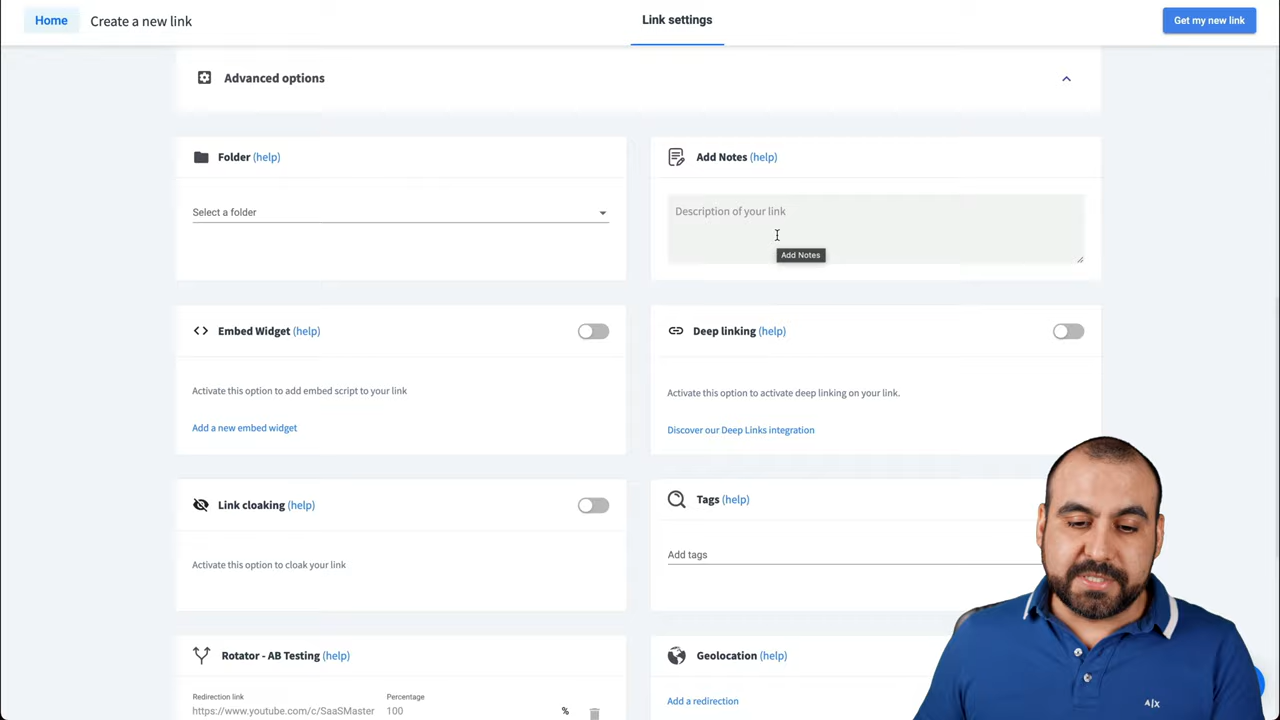 Home
Create a new link
Link settings
Get my new link
Advanced options
Folder (help)
Add Notes (help)
Select a folder
Description of your link
Add Notes
Embed Widget (help)
Deep linking (help)
Activate this option to add embed script to your link
Activate this option to activate deep linking on your link.
Add a new embed widget
Discover our Deep Links integration
Link cloaking (help)
Tags (help)
Activate this option to cloak your link
Add tags
Rotator - AB Testing (help)
Geolocation (help)
Redirection link
Percentage
https://www.youtube.com/c/SaaSMaster
100
%
Add a redirection
A|X